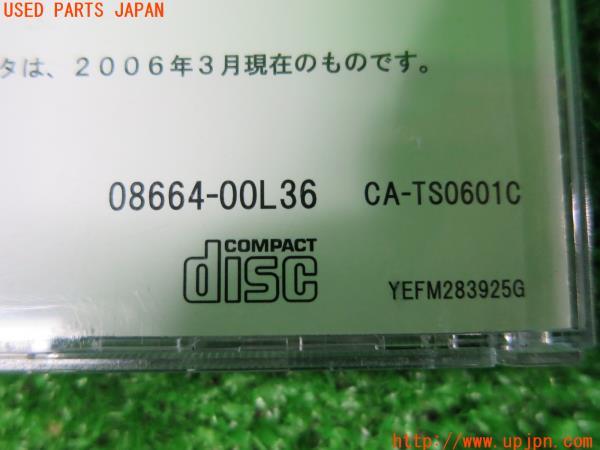 USED PARTS JAPAN
タは、２００６年３月現在のものです。
08664-00L36 CA-TS0601C
COMPACT
disc
YEFM283925G
http://www.upjpn.com/